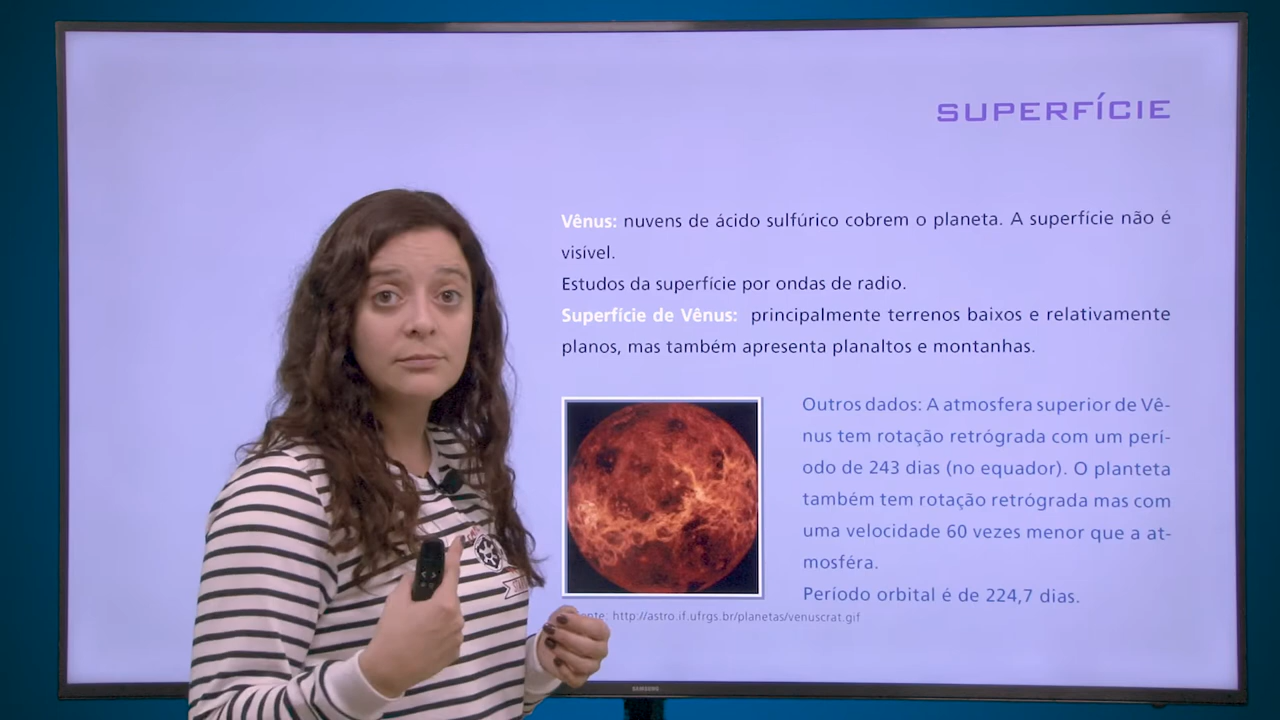 SUPERFÍCIE
Vênus: nuvens de ácido sulfúrico cobrem o planeta. A superfície não é
visível.
Estudos da superfície por ondas de radio.
Superfície de Vênus: principalmente terrenos baixos e relativamente
planos, mas também apresenta planaltos e montanhas.
Outros dados: A atmosfera superior de Vê-
nus tem rotação retrógrada com um perí-
odo de 243 dias (no equador). O planteta
também tem rotação retrógrada mas com
uma velocidade 60 vezes menor que a at-
mosféra.
Período orbital é de 224,7 dias.
http://astro.if.ufrgs.br/planetas/venuscrat.gif
SAMSUNG